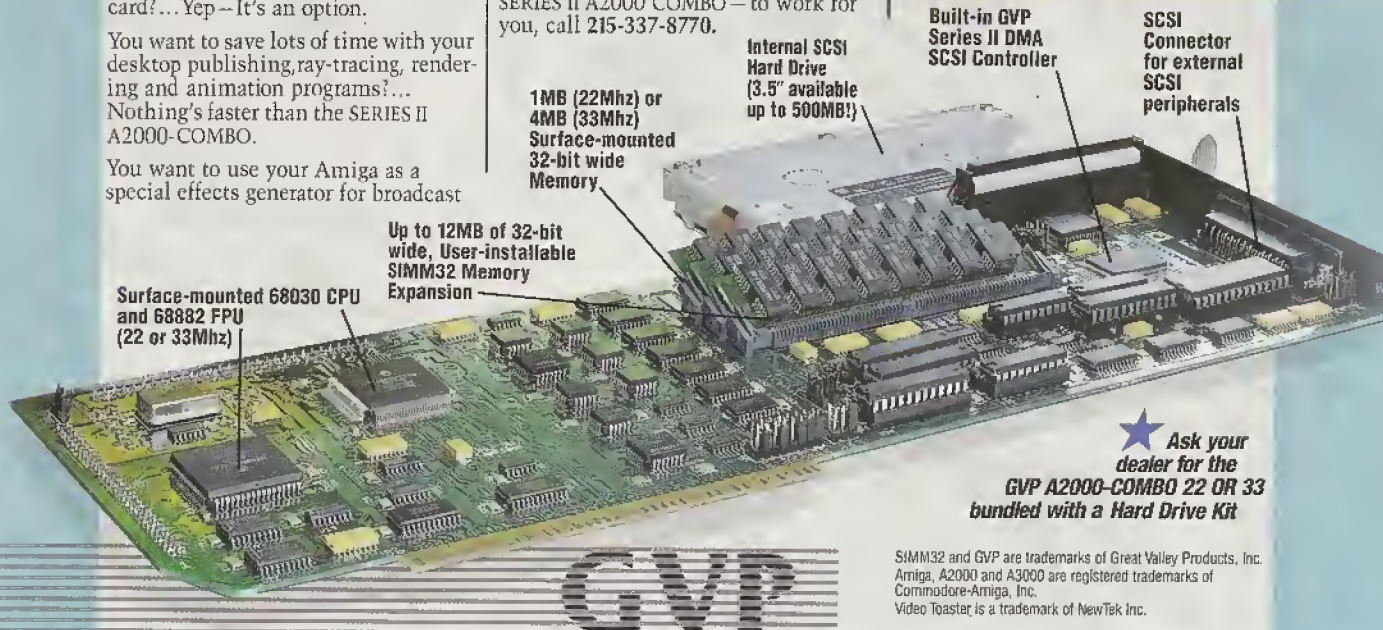 card?...Yep—It's an option.
You want to save lots of time with your
desktop publishing,ray-tracing, render-
ing and animation programs?...
Nothing's faster than the SERIES II
A2000-COMBO.
You want to use your Amiga as a
special effects generator for broadcast
SERIES II A2000 COMBO—to work for
you, call 215-337-8770.
Internal SCSI
Hard Drive
(3.5" available
up to 500MB!)
Built-in GVP
Series II DMA
SCSI Controller
SCSI
Connector
for external
SCSI
peripherals
1MB (22Mhz) or
4MB (33Mhz)
Surface-mounted
32-bit wide
Memory
Up to 12MB of 32-bit
wide, User-installable
SIMM32 Memory
Expansion
Surface-mounted 68030 CPU
and 68882 FPU
(22 or 33Mhz)
Ask your
dealer for the
GVP A2000-COMBO 22 OR 33
bundled with a Hard Drive Kit
GVP
SIMM32 and GVP are trademarks of Great Valley Products, Inc.
Amiga, A2000 and A3000 are registered trademarks of
Commodore-Amiga, Inc.
Video Toaster is a trademark of NewTek Inc.